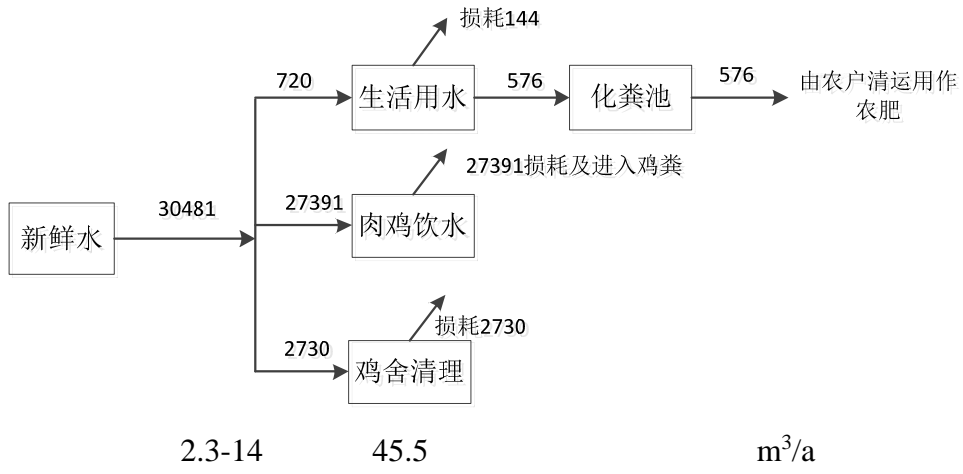 损耗144
720
生活用水
576
化粪池
576
由农户清运用作
农肥
27391损耗及进入鸡粪
30481
27391
新鲜水
肉鸡饮水
损耗2730
2730
鸡舍清理
2.3-14 45.5 m³/a